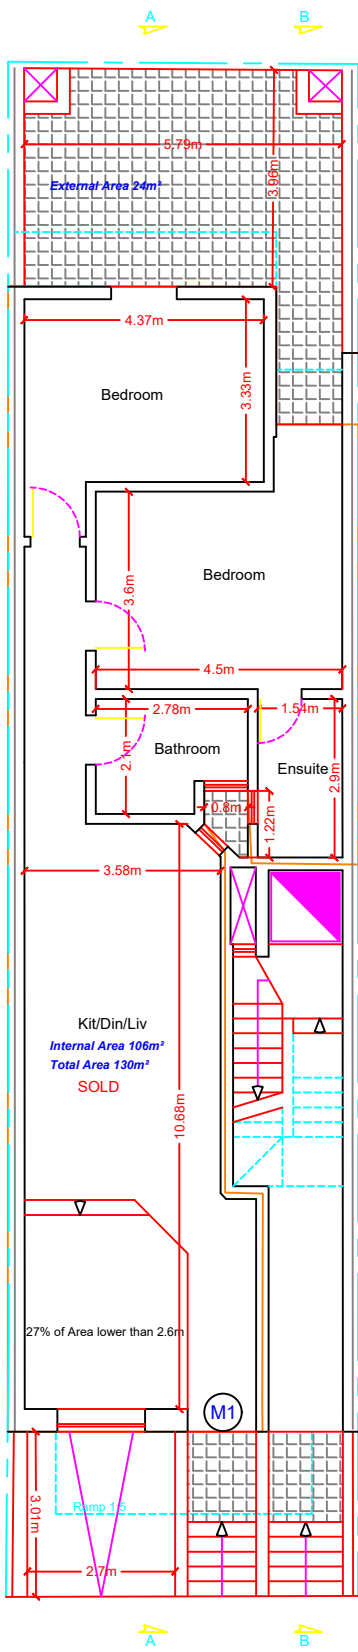 A
B
5.79m
External Area 24m²
3.96m
4.37m
Bedroom
3.33m
Bedroom
3.6m
4.5m
2.78m
1.54m
Bathroom
2.1m
Ensuite
2.9m
0.8m
1.22m
3.58m
Kit/Din/Liv
Internal Area 106m²
Total Area 130m²
SOLD
10.68m
27% of Area lower than 2.6m
M1
3.01m
Ramp 1:5
2.7m
A
B